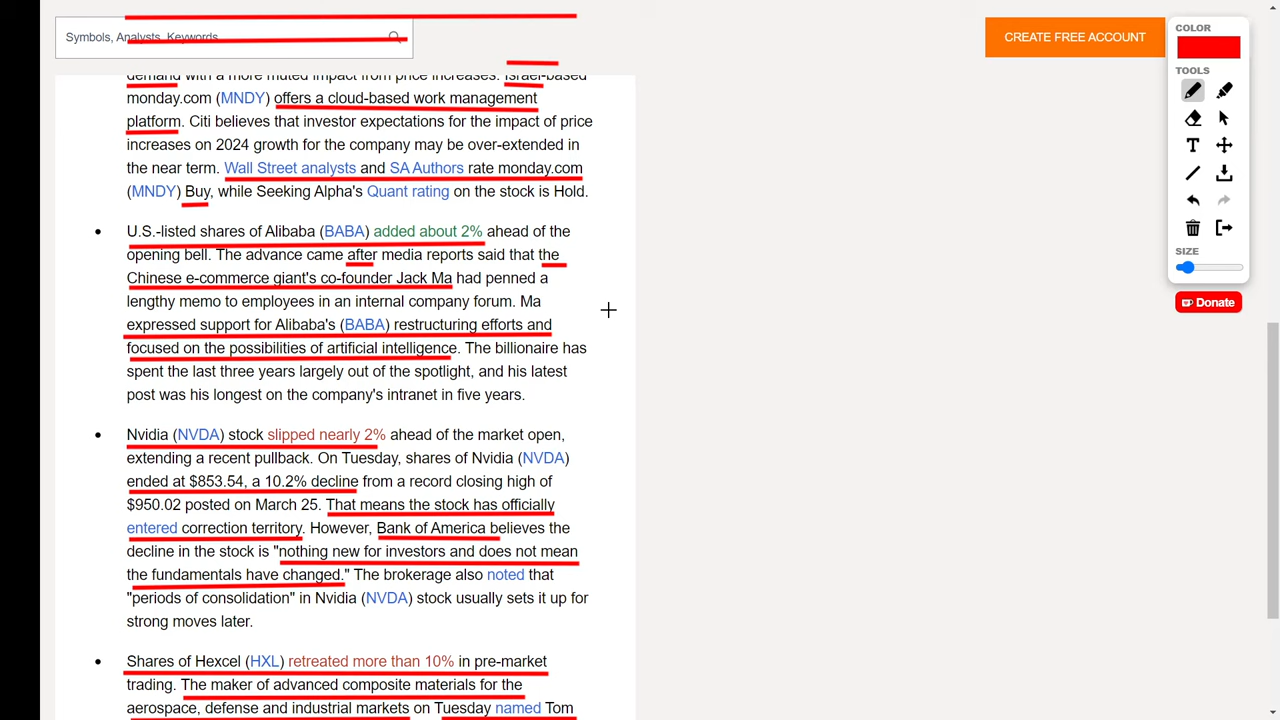 Symbols, Analysts, Keywords
CREATE FREE ACCOUNT
COLOR
TOOLS
T
SIZE
Donate
demand with a more muted impact from price increases. Israel-based
monday.com (MNDY) offers a cloud-based work management
platform. Citi believes that investor expectations for the impact of price
increases on 2024 growth for the company may be over-extended in
the near term. Wall Street analysts and SA Authors rate monday.com
(MNDY) Buy, while Seeking Alpha's Quant rating on the stock is Hold.
• U.S.-listed shares of Alibaba (BABA) added about 2% ahead of the
opening bell. The advance came after media reports said that the
Chinese e-commerce giant's co-founder Jack Ma had penned a
lengthy memo to employees in an internal company forum. Ma
expressed support for Alibaba's (BABA) restructuring efforts and
focused on the possibilities of artificial intelligence. The billionaire has
spent the last three years largely out of the spotlight, and his latest
post was his longest on the company's intranet in five years.
• Nvidia (NVDA) stock slipped nearly 2% ahead of the market open,
extending a recent pullback. On Tuesday, shares of Nvidia (NVDA)
ended at $853.54, a 10.2% decline from a record closing high of
$950.02 posted on March 25. That means the stock has officially
entered correction territory. However, Bank of America believes the
decline in the stock is "nothing new for investors and does not mean
the fundamentals have changed." The brokerage also noted that
"periods of consolidation" in Nvidia (NVDA) stock usually sets it up for
strong moves later.
• Shares of Hexcel (HXL) retreated more than 10% in pre-market
trading. The maker of advanced composite materials for the
aerospace, defense and industrial markets on Tuesday named Tom